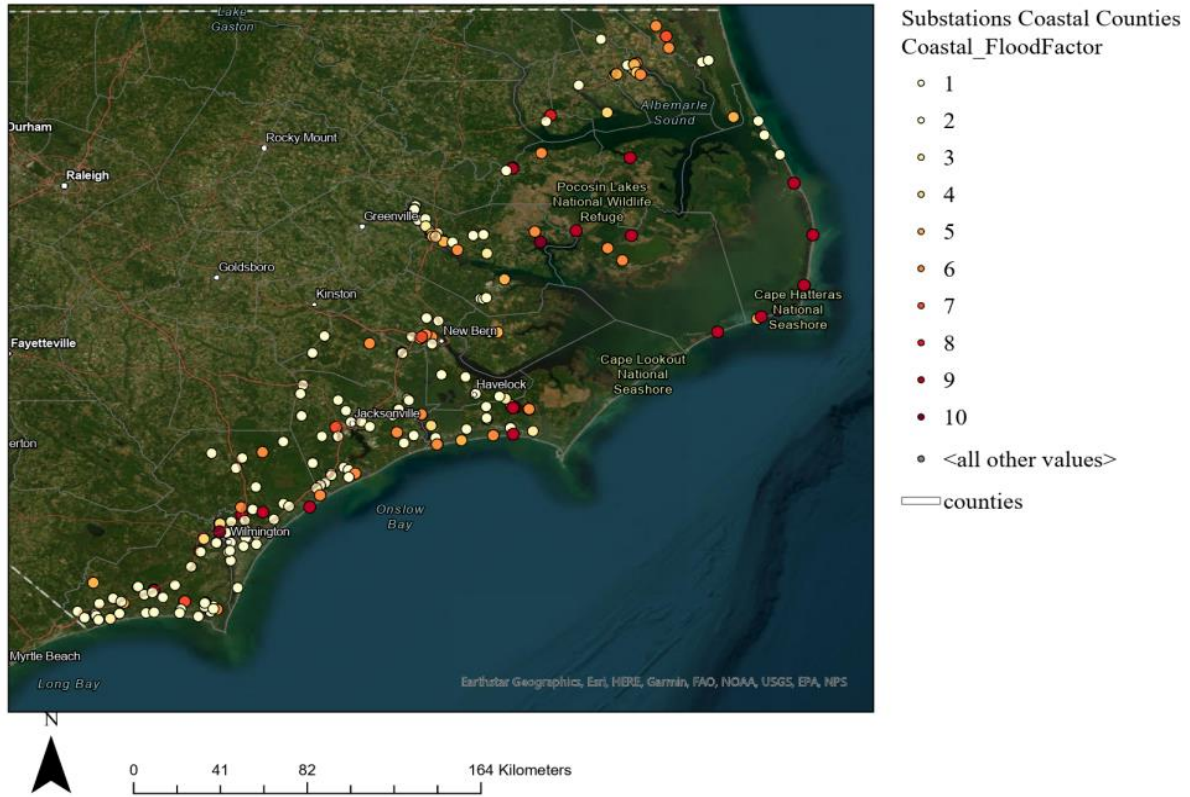 Lake
Gaston
Durham
Rocky Mount
Albemarle
Sound
Raleigh
Pocosin Lakes
National Wildlife
Refuge
Greenville
Goldsboro
Kinston
Cape Hatteras
National
Seashore
New Bern
Fayetteville
Cape Lookout
National
Seashore
Havelock
Jacksonville
erton
Onslow
Bay
Wilmington
Myrtle Beach
Long Bay
Earthstar Geographics, Esri, HERE, Garmin, FAO, NOAA, USGS, EPA, NPS
N
0 41 82 164 Kilometers
Substations Coastal Counties
Coastal_FloodFactor
1
2
3
4
5
6
7
8
9
10
<all other values>
counties